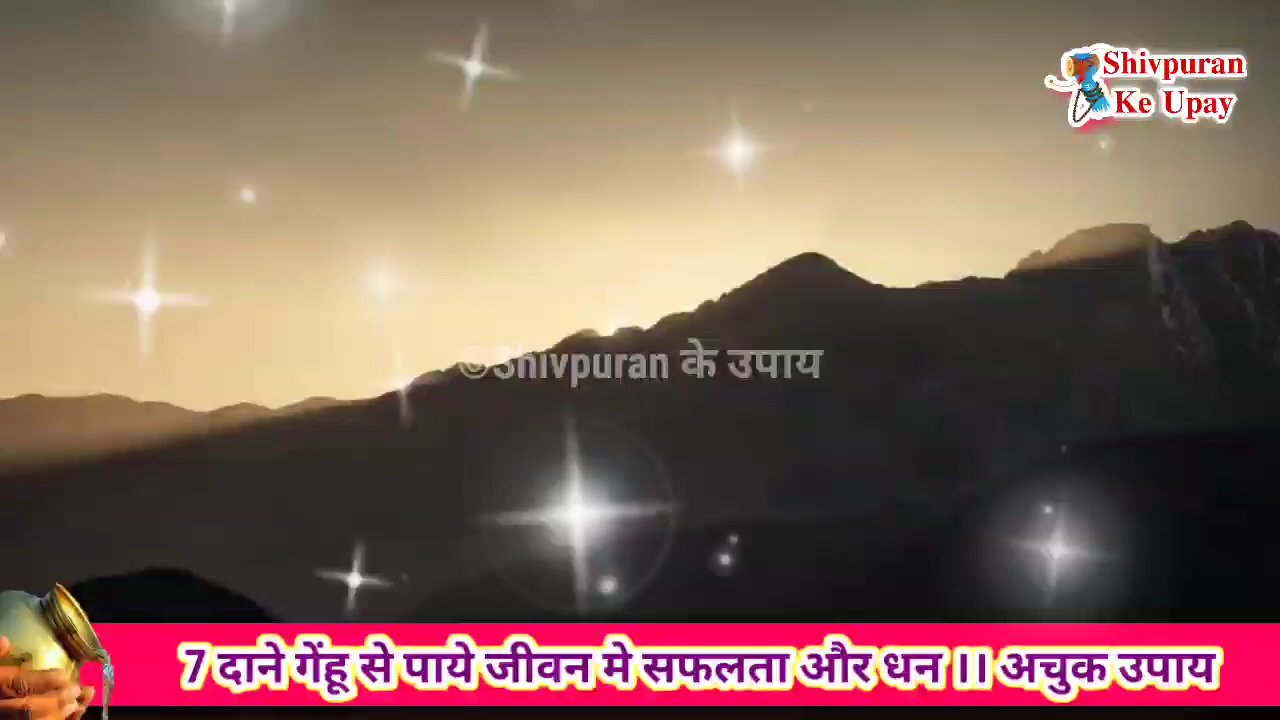 Shivpuran
Ke Upay
©Shivpuran के उपाय
7 दाने गेंहू से पाये जीवन मे सफलता और धन ।। अचुक उपाय